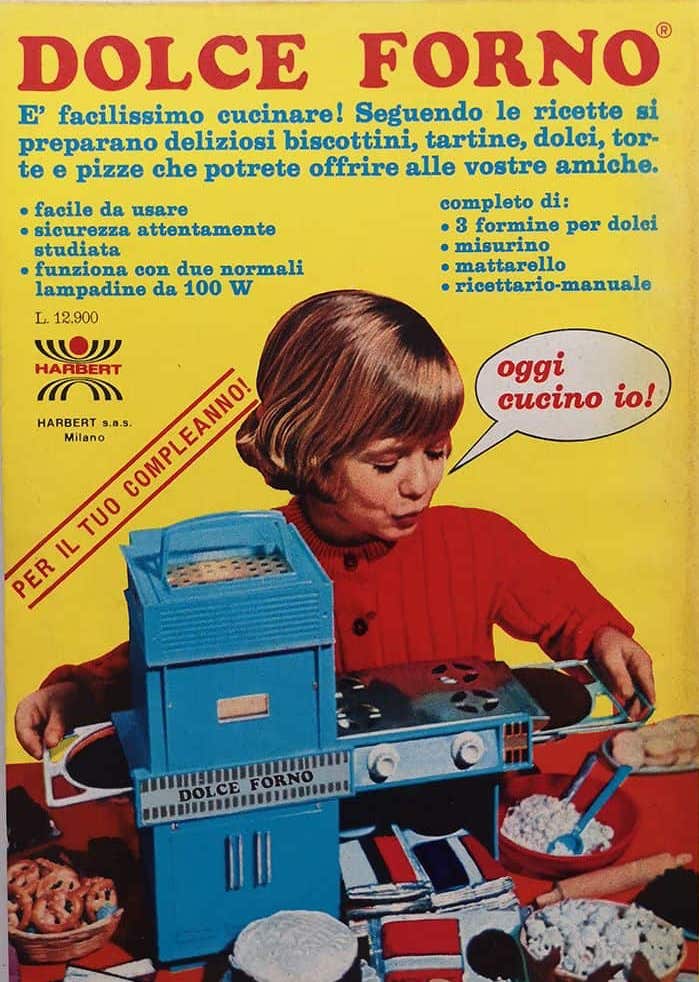 DOLCE FORNO®
E' facilissimo cucinare! Seguendo le ricette si
preparano deliziosi biscottini, tartine, dolci, tor-
te e pizze che potrete offrire alle vostre amiche.
• facile da usare
• sicurezza attentamente
studiata
• funziona con due normali
lampadine da 100 W
completo di:
• 3 formine per dolci
• misurino
• mattarello
• ricettario-manuale
L. 12.900
HARBERT
HARBERT s.a.s.
Milano
PER IL TUO COMPLEANNO!
oggi
cucino io!
DOLCE FORNO